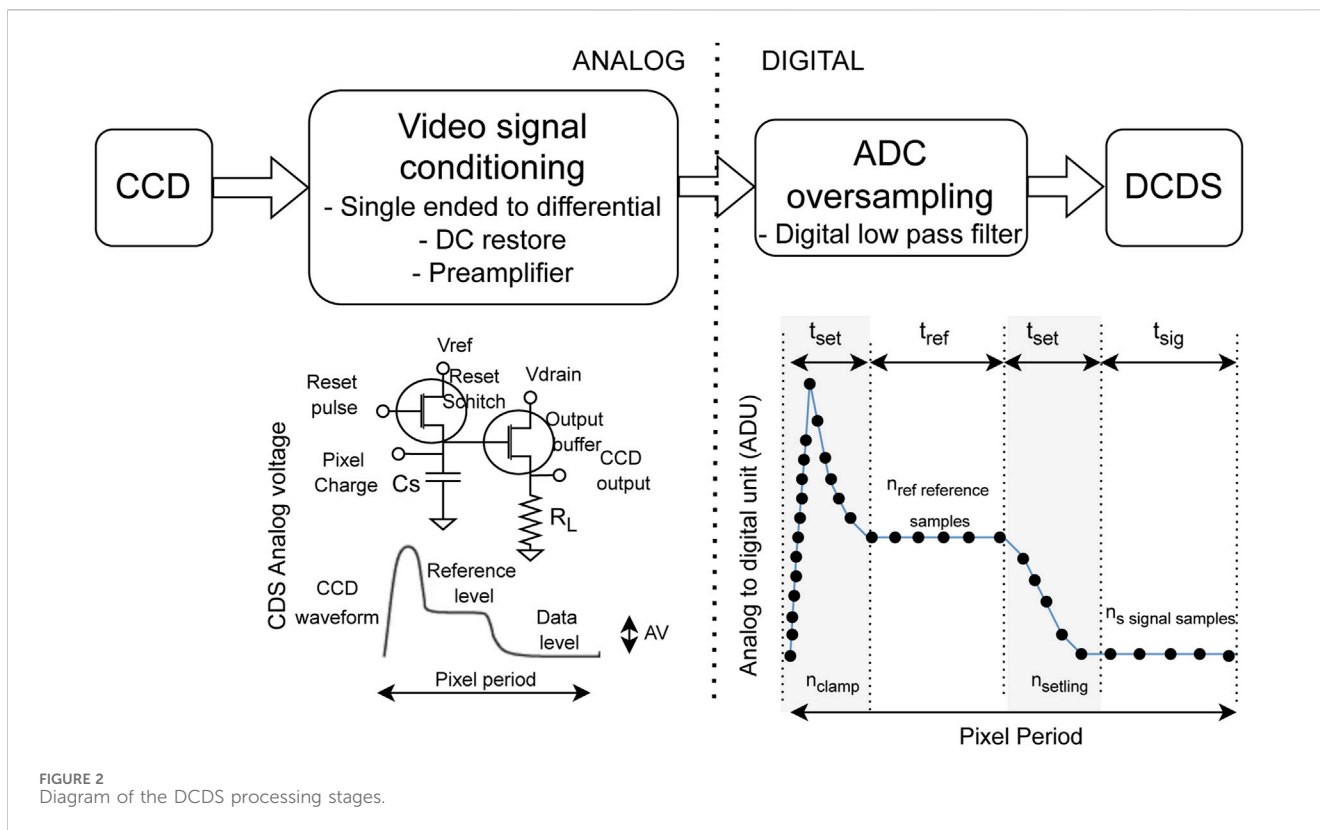 ANALOG
DIGITAL
CCD
Video signal
conditioning
- Single ended to differential
- DC restore
- Preamplifier
ADC
oversampling
- Digital low pass filter
DCDS
CDS Analog voltage
Vref
Reset
pulse
Reset
Schitch
Vdrain
Output
buffer
Pixel
Charge
Cs
CCD
output
RL
CCD
waveform
Reference
level
Data
level
AV
Pixel period
Analog to digital unit (ADU)
tset
tref
tset
tsig
nref reference
samples
ns signal samples
nclamp
nsetling
Pixel Period
FIGURE 2
Diagram of the DCDS processing stages.